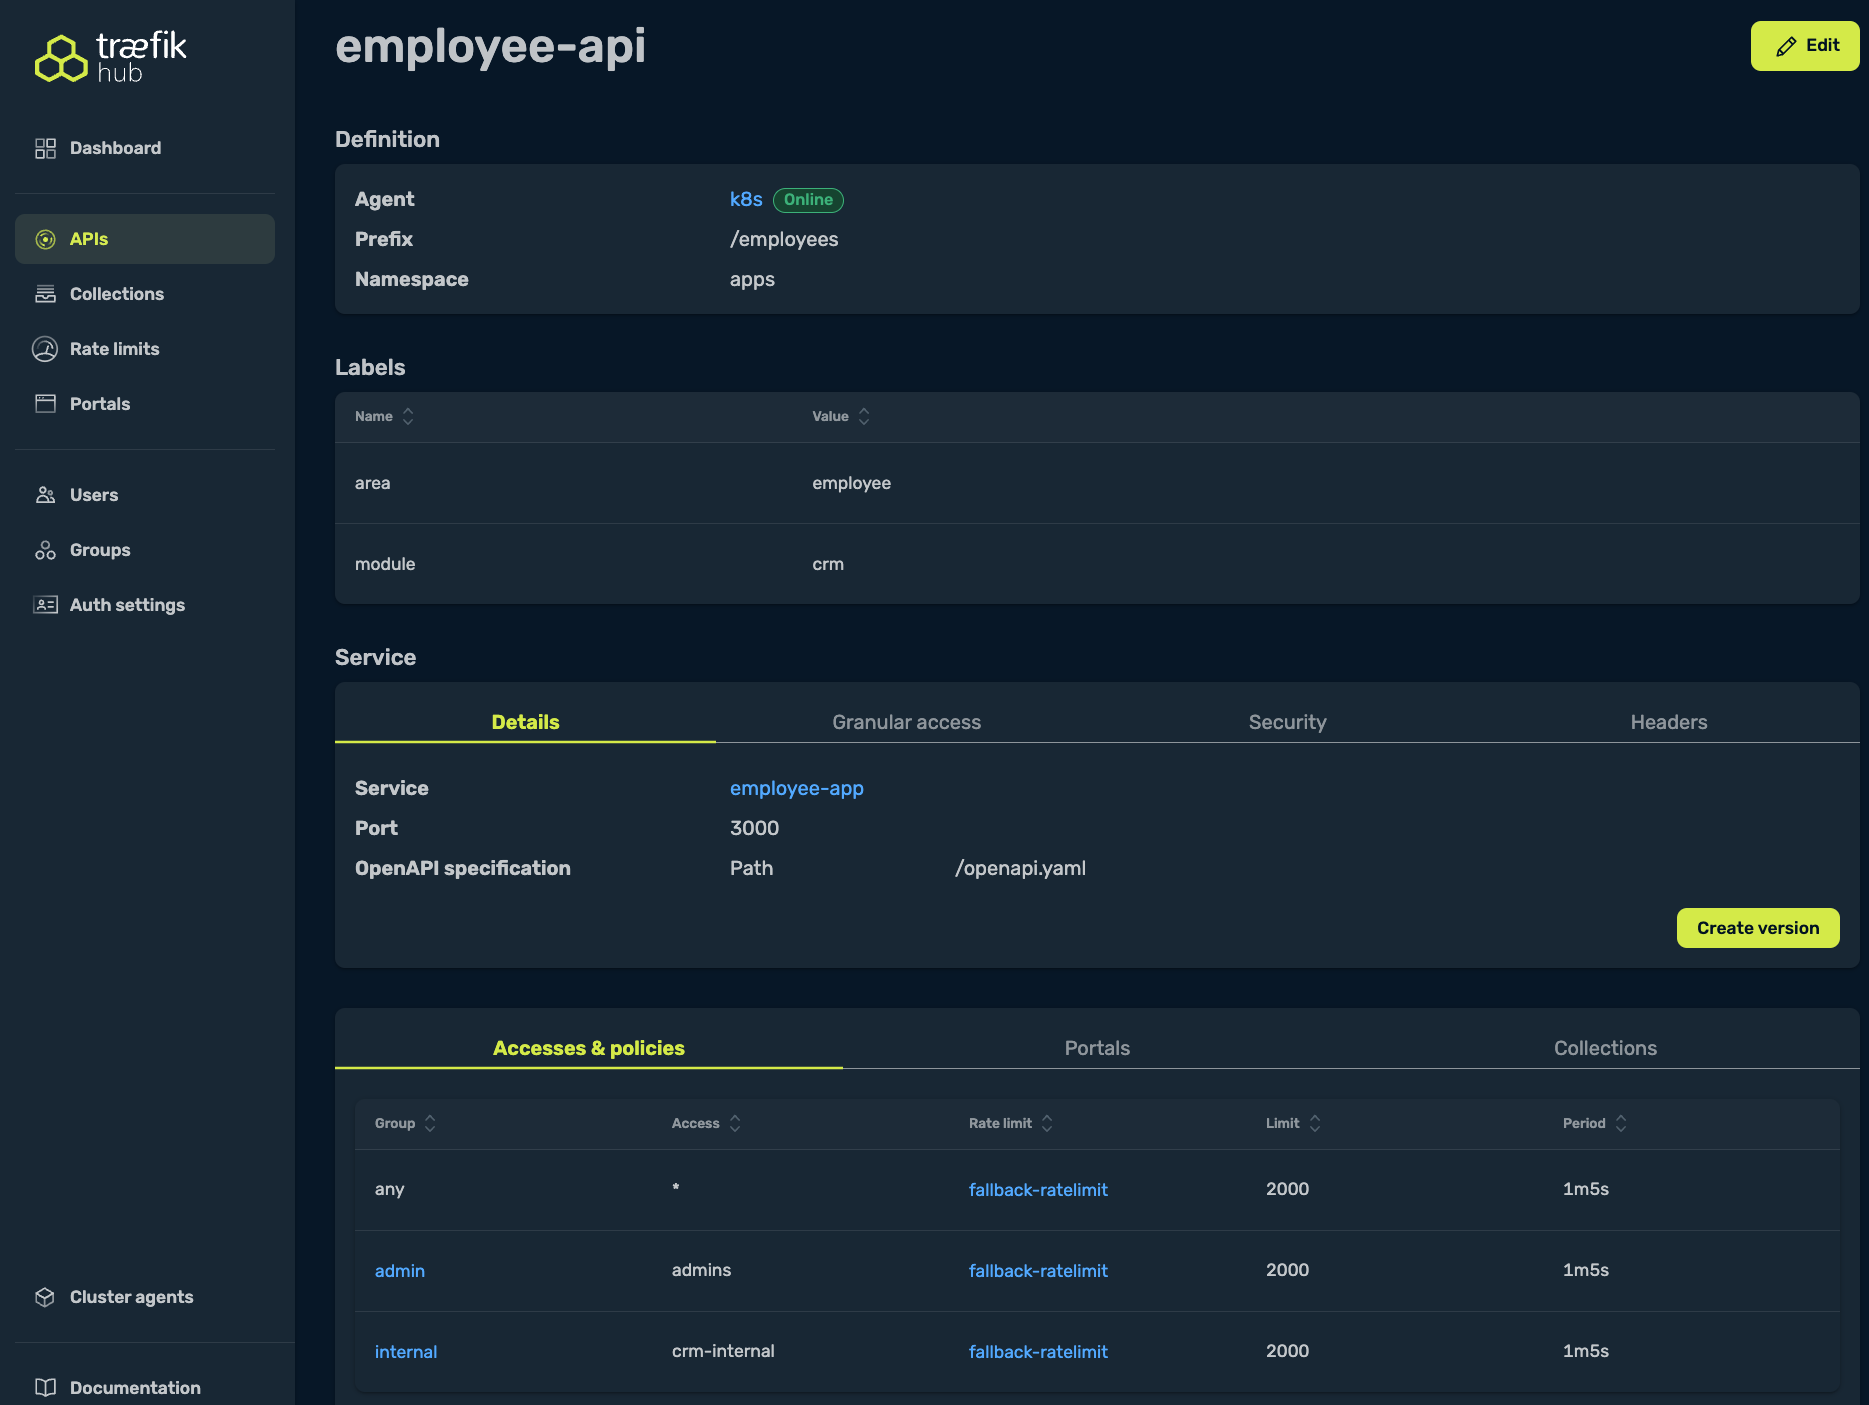 træfik
hub
Dashboard
APIs
Collections
Rate limits
Portals
Users
Groups
Auth settings
Cluster agents
Documentation
employee-api
Edit
Definition
Agent k8s Online
Prefix /employees
Namespace apps
Labels
Name Value
area employee
module crm
Service
Details Granular access Security Headers
Service employee-app
Port 3000
OpenAPI specification Path /openapi.yaml
Create version
Accesses & policies Portals Collections
Group Access Rate limit Limit Period
any * fallback-ratelimit 2000 1m5s
admin admins fallback-ratelimit 2000 1m5s
internal crm-internal fallback-ratelimit 2000 1m5s